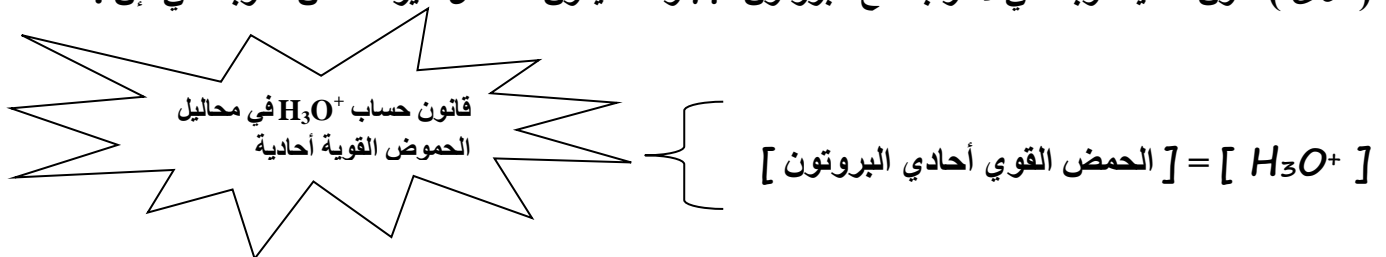 قانون حساب H₃O⁺ في محاليل
الحموض القوية أحادية
[ H₃O⁺ ] = [ الحمض القوي أحادي البروتون ]